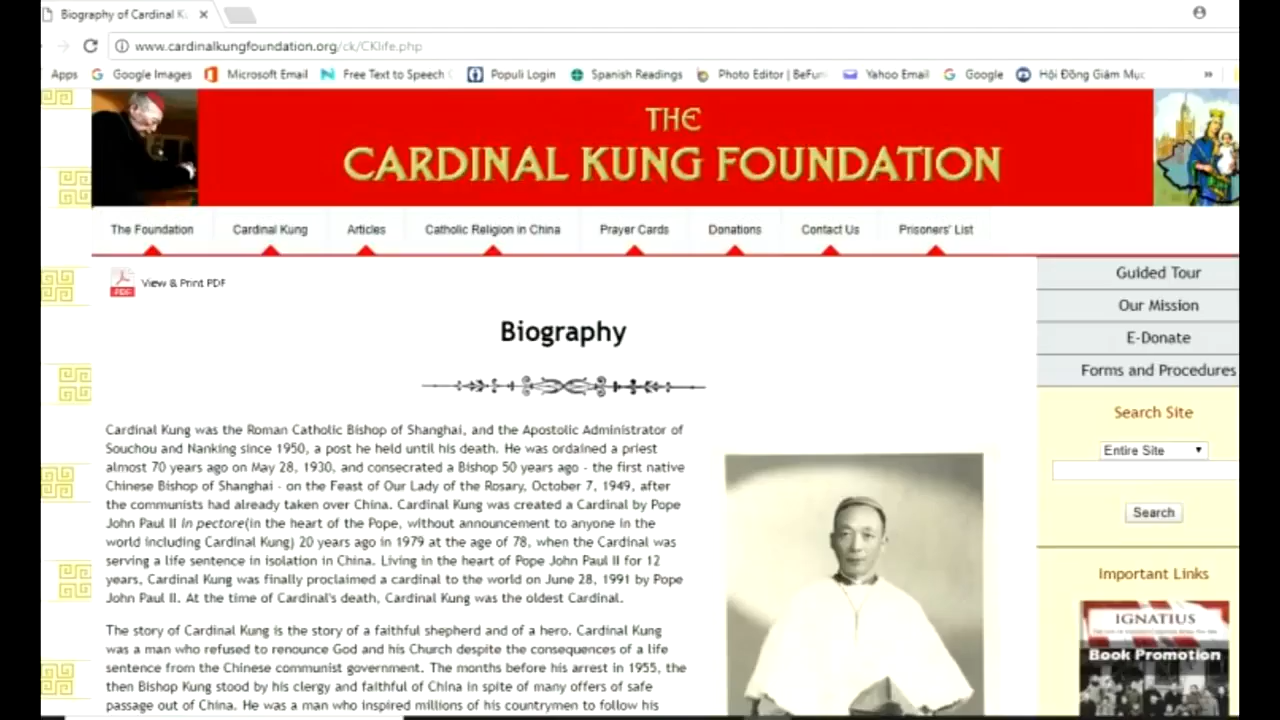 Biography of Cardinal Ku
www.cardinalkungfoundation.org/ck/CKlife.php
Apps Google Images Microsoft Email Free Text to Speech Populi Login Spanish Readings Photo Editor | BeFun Yahoo Email Google Hội Đồng Giám Mục »
THE
CARDINAL KUNG FOUNDATION
The Foundation Cardinal Kung Articles Catholic Religion in China Prayer Cards Donations Contact Us Prisoners' List
PDF View & Print PDF
Biography
Cardinal Kung was the Roman Catholic Bishop of Shanghai, and the Apostolic Administrator of
Souchou and Nanking since 1950, a post he held until his death. He was ordained a priest
almost 70 years ago on May 28, 1930, and consecrated a Bishop 50 years ago - the first native
Chinese Bishop of Shanghai - on the Feast of Our Lady of the Rosary, October 7, 1949, after
the communists had already taken over China. Cardinal Kung was created a Cardinal by Pope
John Paul II in pectore(in the heart of the Pope, without announcement to anyone in the
world including Cardinal Kung) 20 years ago in 1979 at the age of 78, when the Cardinal was
serving a life sentence in isolation in China. Living in the heart of Pope John Paul II for 12
years, Cardinal Kung was finally proclaimed a cardinal to the world on June 28, 1991 by Pope
John Paul II. At the time of Cardinal's death, Cardinal Kung was the oldest Cardinal.
The story of Cardinal Kung is the story of a faithful shepherd and of a hero. Cardinal Kung
was a man who refused to renounce God and his Church despite the consequences of a life
sentence from the Chinese communist government. The months before his arrest in 1955, the
then Bishop Kung stood by his clergy and faithful of China in spite of many offers of safe
passage out of China. He was a man who inspired millions of his countrymen to follow his
Guided Tour
Our Mission
E-Donate
Forms and Procedures
Search Site
Entire Site
Search
Important Links
IGNATIUS
Book Promotion